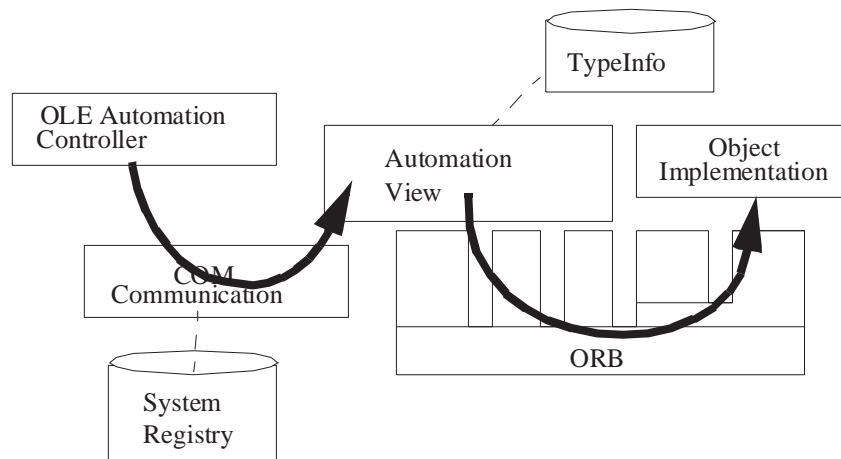 TypeInfo
OLE Automation
Controller
Automation
View
Object
Implementation
COM
Communication
ORB
System
Registry